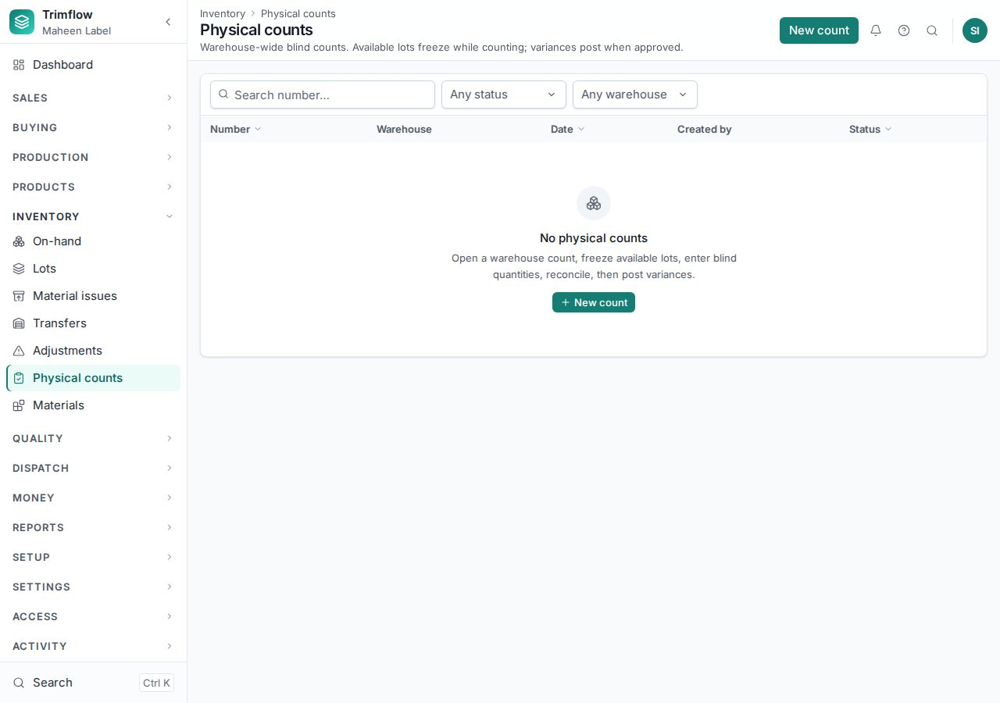 Trimflow
Maheen Label
Dashboard
SALES
BUYING
PRODUCTION
PRODUCTS
INVENTORY
On-hand
Lots
Material issues
Transfers
Adjustments
Physical counts
Materials
QUALITY
DISPATCH
MONEY
REPORTS
SETUP
SETTINGS
ACCESS
ACTIVITY
Search Ctrl K
Inventory Physical counts
Physical counts
Warehouse-wide blind counts. Available lots freeze while counting; variances post when approved.
New count
SI
Search number...
Any status
Any warehouse
Number Warehouse Date Created by Status
No physical counts
Open a warehouse count, freeze available lots, enter blind
quantities, reconcile, then post variances.
New count